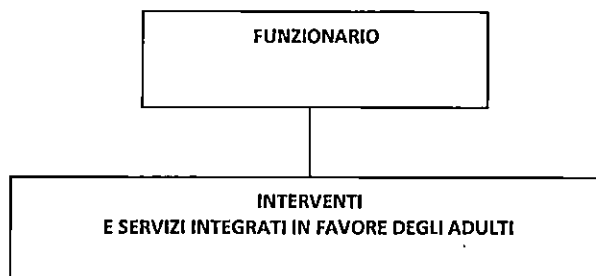 FUNZIONARIO
INTERVENTI
E SERVIZI INTEGRATI IN FAVORE DEGLI ADULTI